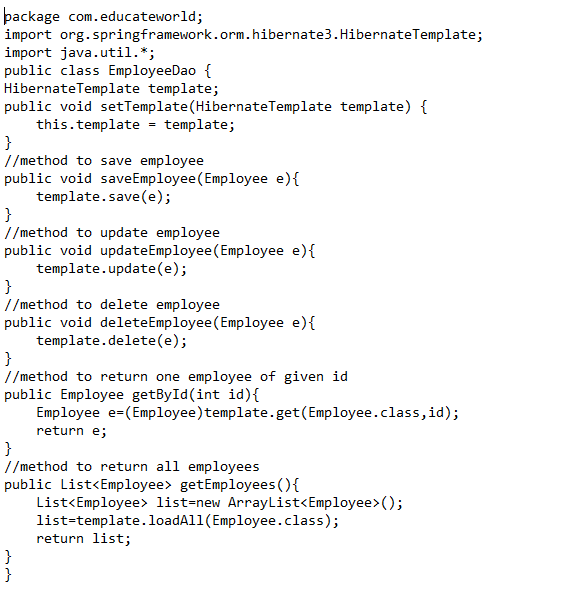 package com.educateworld;
import org.springframework.orm.hibernate3.HibernateTemplate;
import java.util.*;
public class EmployeeDao {
HibernateTemplate template;
public void setTemplate(HibernateTemplate template) {
    this.template = template;
}
//method to save employee
public void saveEmployee(Employee e){
    template.save(e);
}
//method to update employee
public void updateEmployee(Employee e){
    template.update(e);
}
//method to delete employee
public void deleteEmployee(Employee e){
    template.delete(e);
}
//method to return one employee of given id
public Employee getById(int id){
    Employee e=(Employee)template.get(Employee.class,id);
    return e;
}
//method to return all employees
public List<Employee> getEmployees(){
    List<Employee> list=new ArrayList<Employee>();
    list=template.loadAll(Employee.class);
    return list;
}
}